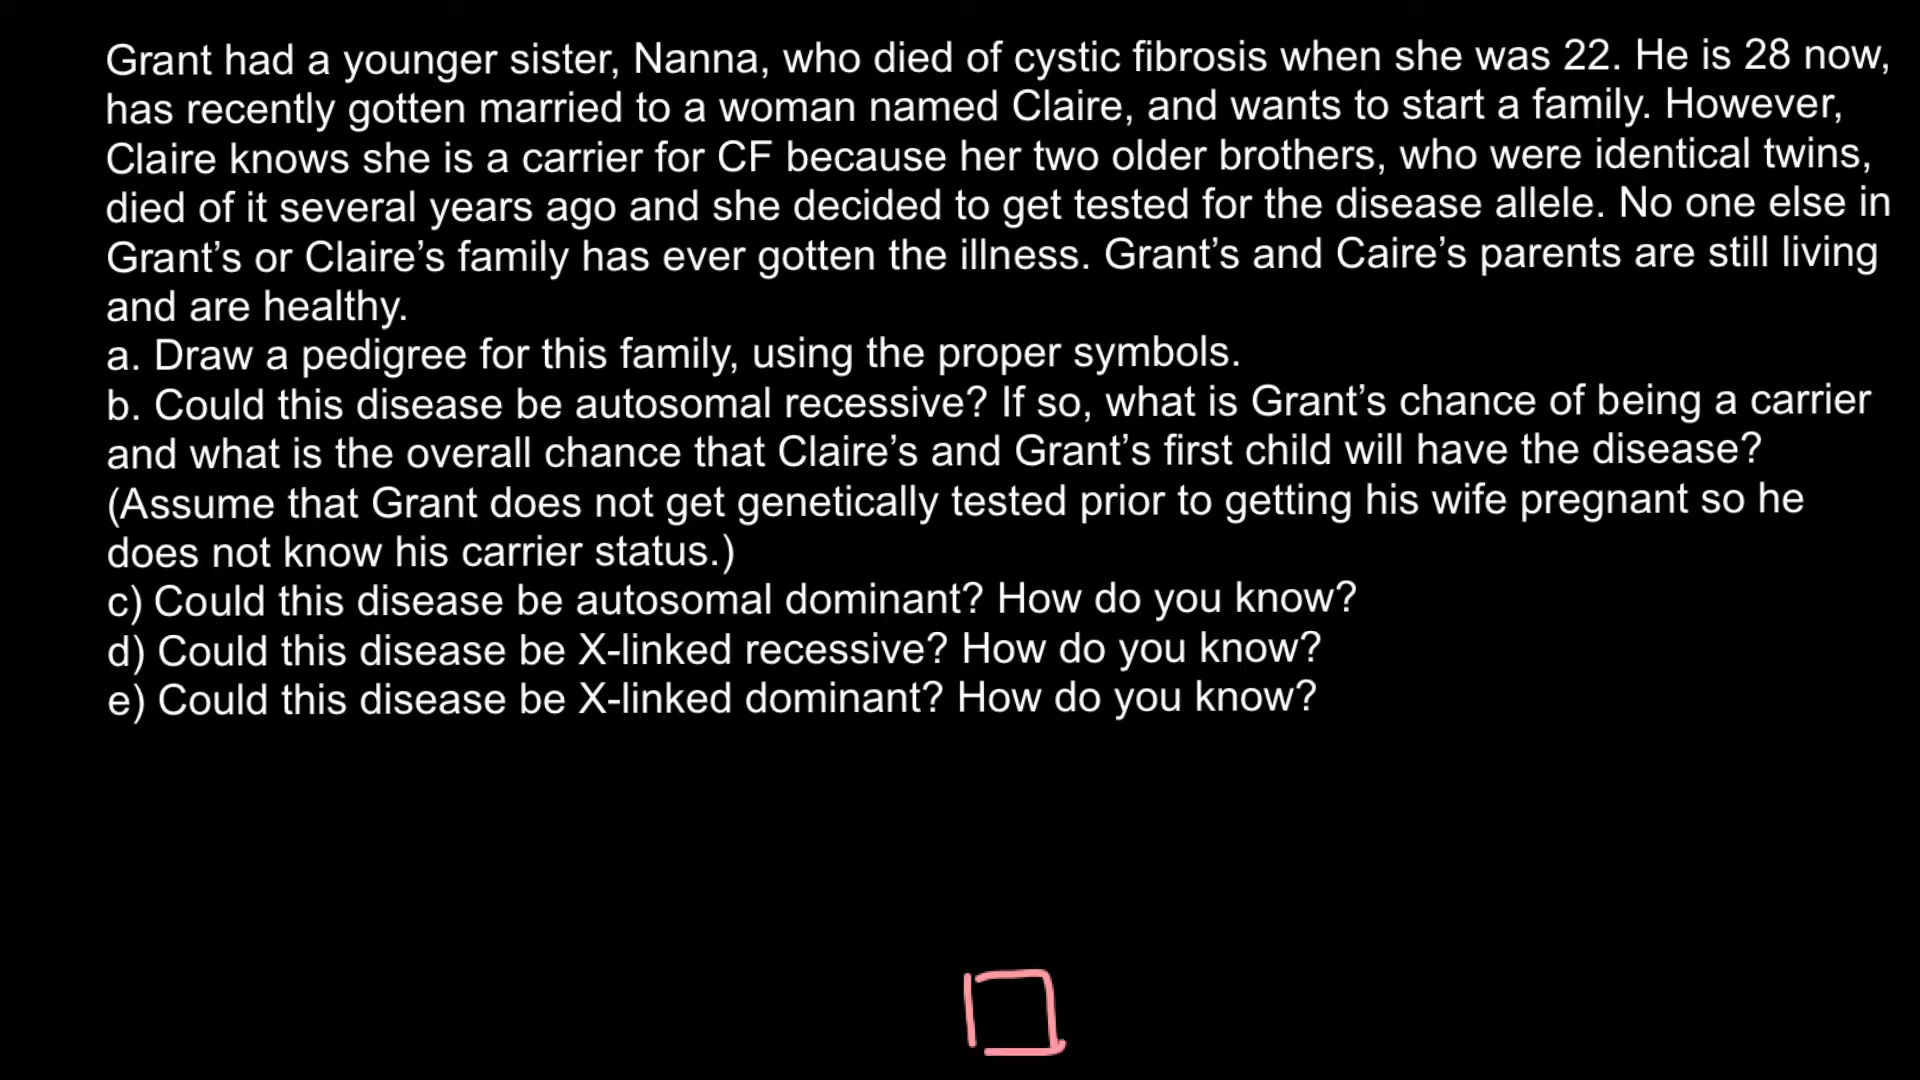 Grant had a younger sister, Nanna, who died of cystic fibrosis when she was 22. He is 28 now,
has recently gotten married to a woman named Claire, and wants to start a family. However,
Claire knows she is a carrier for CF because her two older brothers, who were identical twins,
died of it several years ago and she decided to get tested for the disease allele. No one else in
Grant’s or Claire’s family has ever gotten the illness. Grant’s and Caire’s parents are still living
and are healthy.
a. Draw a pedigree for this family, using the proper symbols.
b. Could this disease be autosomal recessive? If so, what is Grant’s chance of being a carrier
and what is the overall chance that Claire’s and Grant’s first child will have the disease?
(Assume that Grant does not get genetically tested prior to getting his wife pregnant so he
does not know his carrier status.)
c) Could this disease be autosomal dominant? How do you know?
d) Could this disease be X-linked recessive? How do you know?
e) Could this disease be X-linked dominant? How do you know?